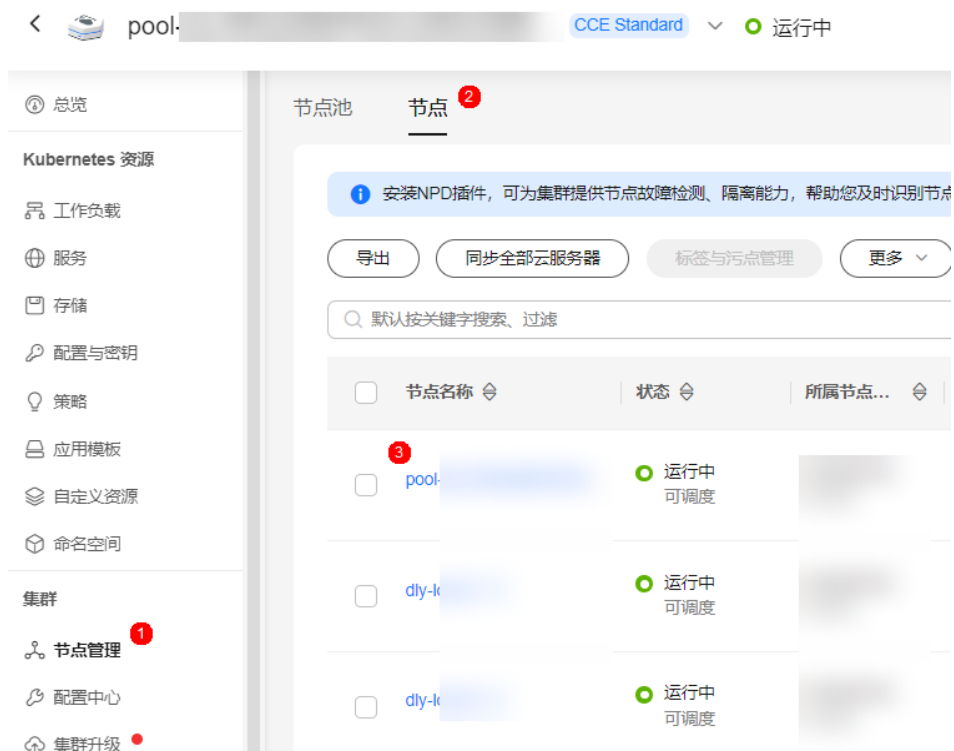 pool- CCE Standard 运行中
总览
Kubernetes 资源
工作负载
服务
存储
配置与密钥
策略
应用模板
自定义资源
命名空间
集群
节点管理 1
配置中心
集群升级
节点池 节点 2
安装NPD插件，可为集群提供节点故障检测、隔离能力，帮助您及时识别节点
导出 同步全部云服务器 标签与污点管理 更多
默认按关键字搜索、过滤
节点名称 状态 所属节点...
3
pool- 运行中
可调度
dly- 运行中
可调度
dly- 运行中
可调度